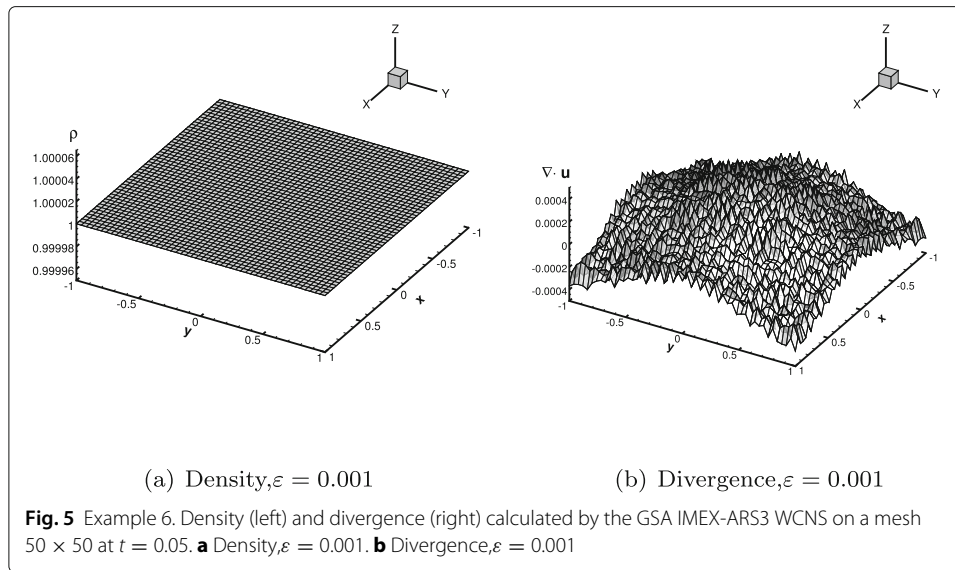 Z
X
Y
ρ
1.00006
1.00004
1.00002
1
0.99998
0.99996
-1
-0.5
0
0.5
1
y
-1
-0.5
0
0.5
1
x
Z
X
Y
∇· u
0.0004
0.0002
0
-0.0002
-0.0004
-1
-0.5
0
0.5
1
y
-1
-0.5
0
0.5
1
x
(a) Density,ε = 0.001
(b) Divergence,ε = 0.001
Fig. 5 Example 6. Density (left) and divergence (right) calculated by the GSA IMEX-ARS3 WCNS on a mesh
50 × 50 at t = 0.05. a Density,ε = 0.001. b Divergence,ε = 0.001